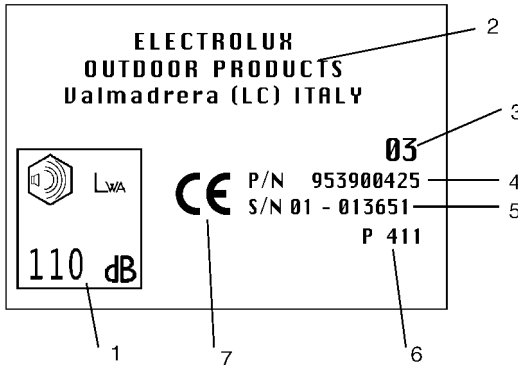 ELECTROLUX
OUTDOOR PRODUCTS
Valmadrera (LC) ITALY
2
03
3
LWA
CE
P/N 953900425
4
S/N 01 - 013651
5
P 411
110 dB
1
7
6